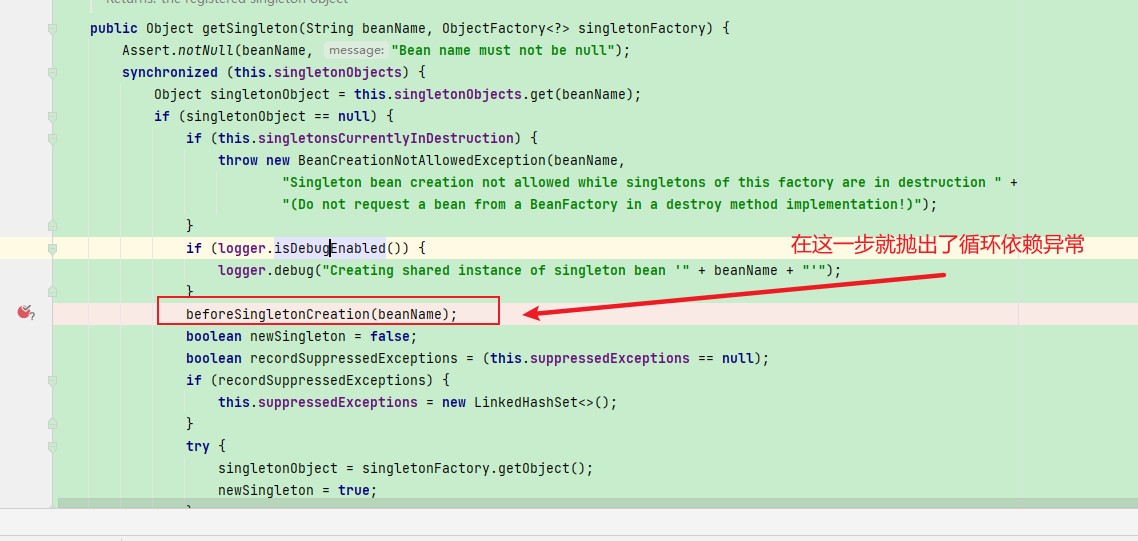 Returns: the registered singleton object
public Object getSingleton(String beanName, ObjectFactory<?> singletonFactory) {
Assert.notNull(beanName, message: "Bean name must not be null");
synchronized (this.singletonObjects) {
Object singletonObject = this.singletonObjects.get(beanName);
if (singletonObject == null) {
if (this.singletonsCurrentlyInDestruction) {
throw new BeanCreationNotAllowedException(beanName,
"Singleton bean creation not allowed while singletons of this factory are in destruction " +
"(Do not request a bean from a BeanFactory in a destroy method implementation!)");
}
if (logger.isDebugEnabled()) {
在这一步就抛出了循环依赖异常
logger.debug("Creating shared instance of singleton bean '" + beanName + "'");
}
beforeSingletonCreation(beanName);
boolean newSingleton = false;
boolean recordSuppressedExceptions = (this.suppressedExceptions == null);
if (recordSuppressedExceptions) {
this.suppressedExceptions = new LinkedHashSet<>();
}
try {
singletonObject = singletonFactory.getObject();
newSingleton = true;
}